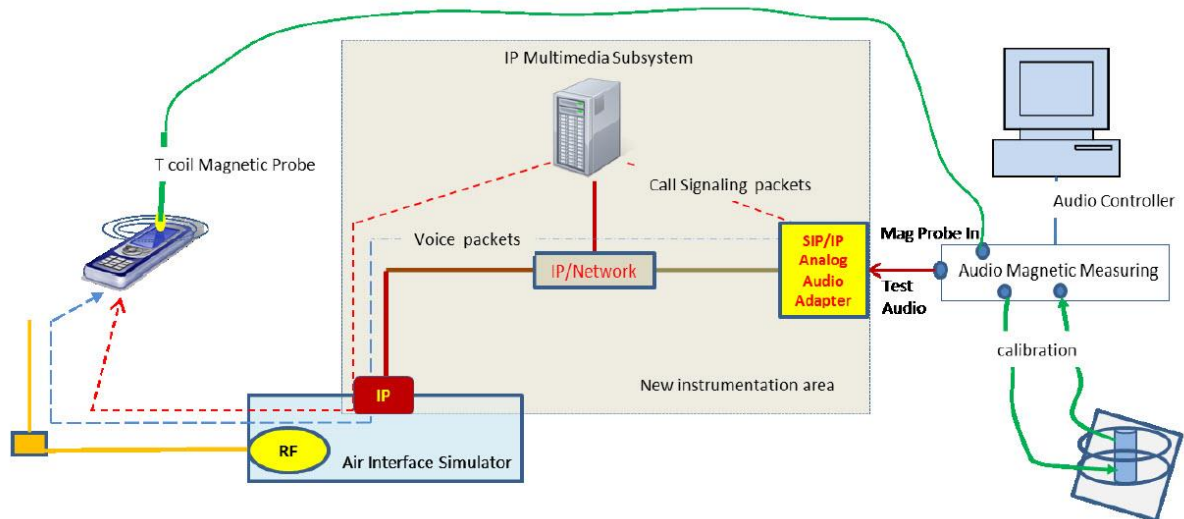 IP Multimedia Subsystem
T coil Magnetic Probe
Call Signaling packets
Audio Controller
Voice packets
Mag Probe In
SIP/IP
Analog
Audio
Adapter
IP/Network
Audio Magnetic Measuring
Test
Audio
calibration
New instrumentation area
IP
RF
Air Interface Simulator